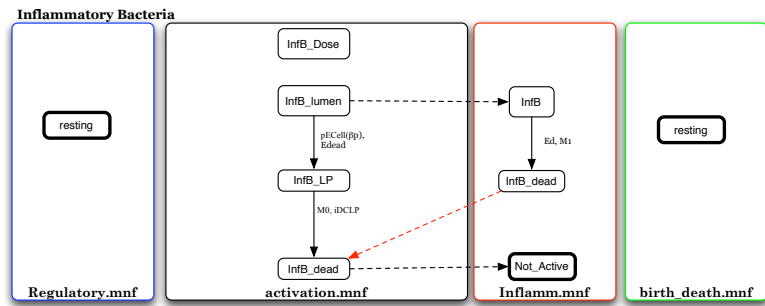 Inflammatory Bacteria
InfB_Dose
InfB_lumen
InfB
resting
resting
pECell(βp),
Edead
Ed, M1
InfB_LP
InfB_dead
M0, iDCLP
InfB_dead
Not_Active
Regulatory.mnf
activation.mnf
Inflamm.mnf
birth_death.mnf